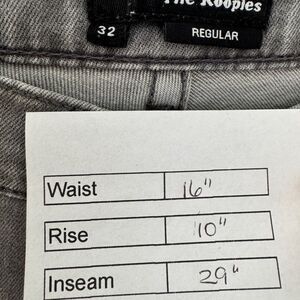 The Kooples
32
REGULAR
Waist 16"
Rise 10"
Inseam 29"